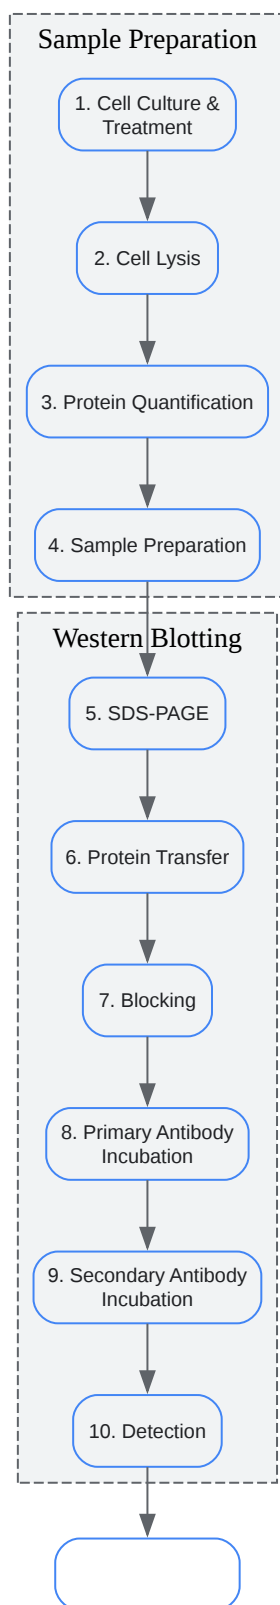 Sample Preparation
1. Cell Culture &
Treatment
2. Cell Lysis
3. Protein Quantification
4. Sample Preparation
Western Blotting
5. SDS-PAGE
6. Protein Transfer
7. Blocking
8. Primary Antibody
Incubation
9. Secondary Antibody
Incubation
10. Detection